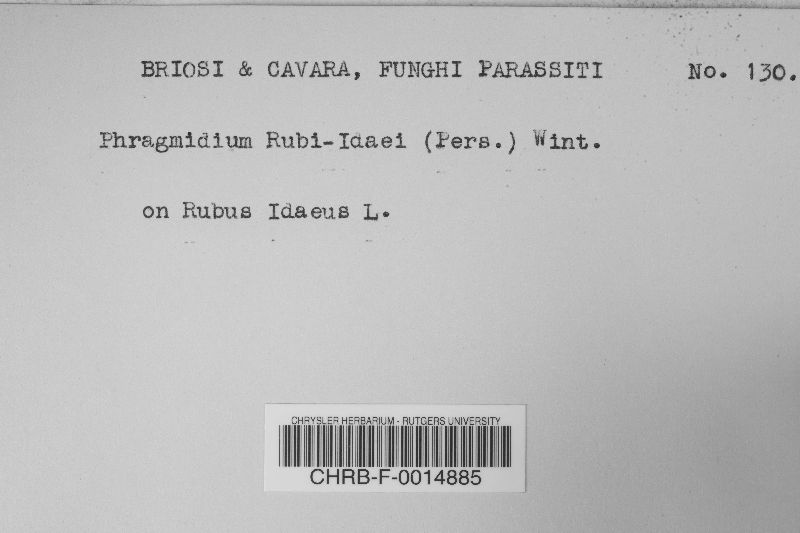 BRIOSI & CAVARA, FUNGHI PARASSITI No. 130.
Phragmidium Rubi-Idaei (Pers.) Wint.
on Rubus Idaeus L.
CHRYSLER HERBARIUM - RUTGERS UNIVERSITY
CHRB-F-0014885